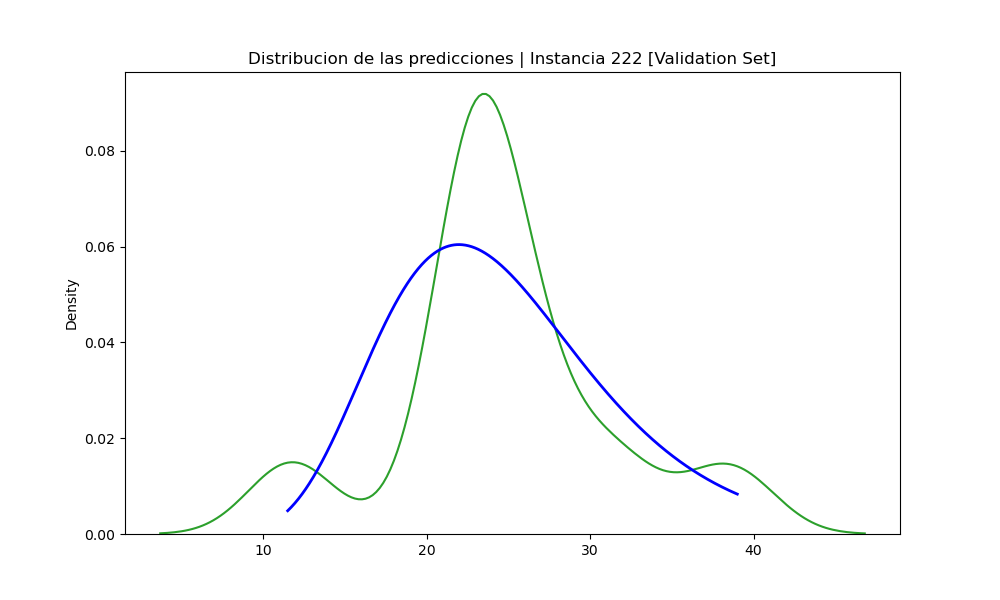 Distribucion de las predicciones | Instancia 222 [Validation Set]
Density
0.08
0.06
0.04
0.02
0.00
10 20 30 40